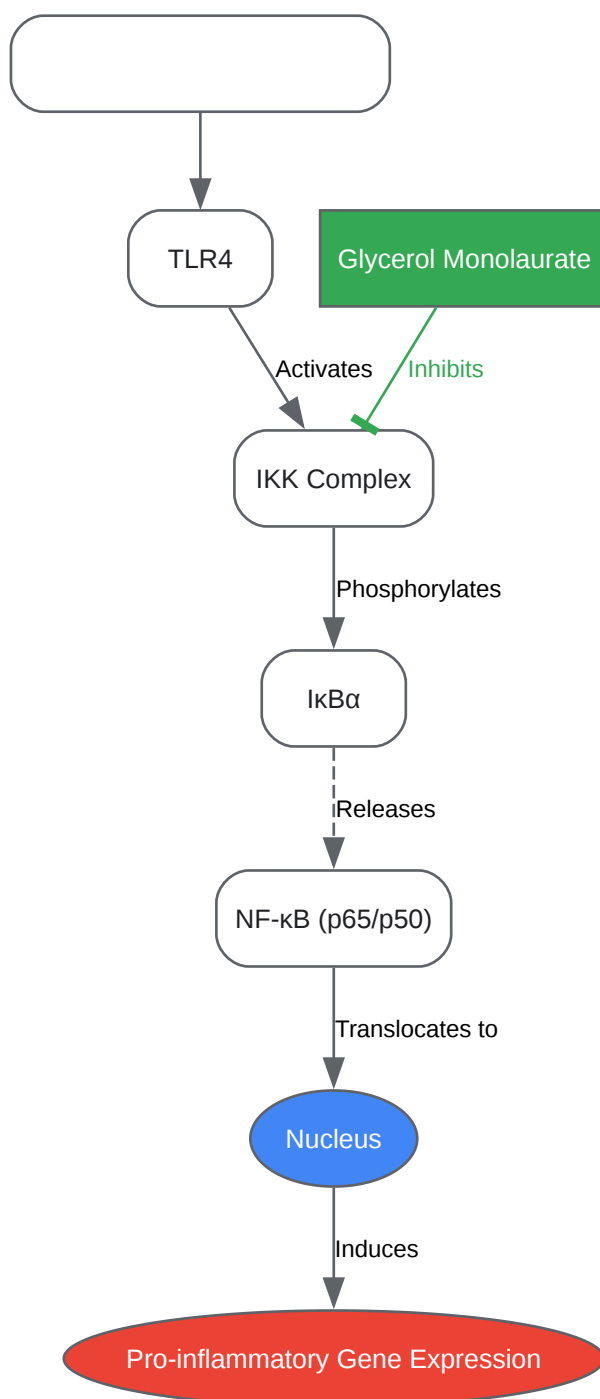 TLR4
Glycerol Monolaurate
Activates
Inhibits
IKK Complex
Phosphorylates
IκBα
Releases
NF-κB (p65/p50)
Translocates to
Nucleus
Induces
Pro-inflammatory Gene Expression